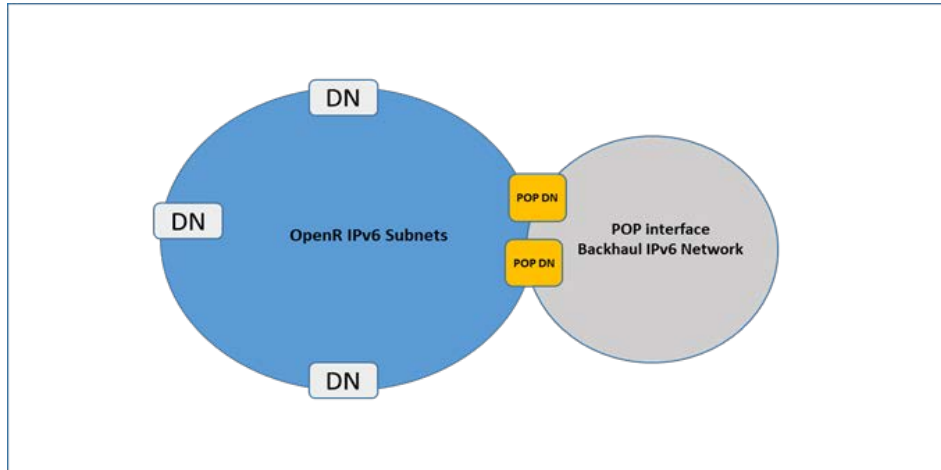 DN
POP DN
DN
OpenR IPv6 Subnets
POP interface
Backhaul IPv6 Network
POP DN
DN